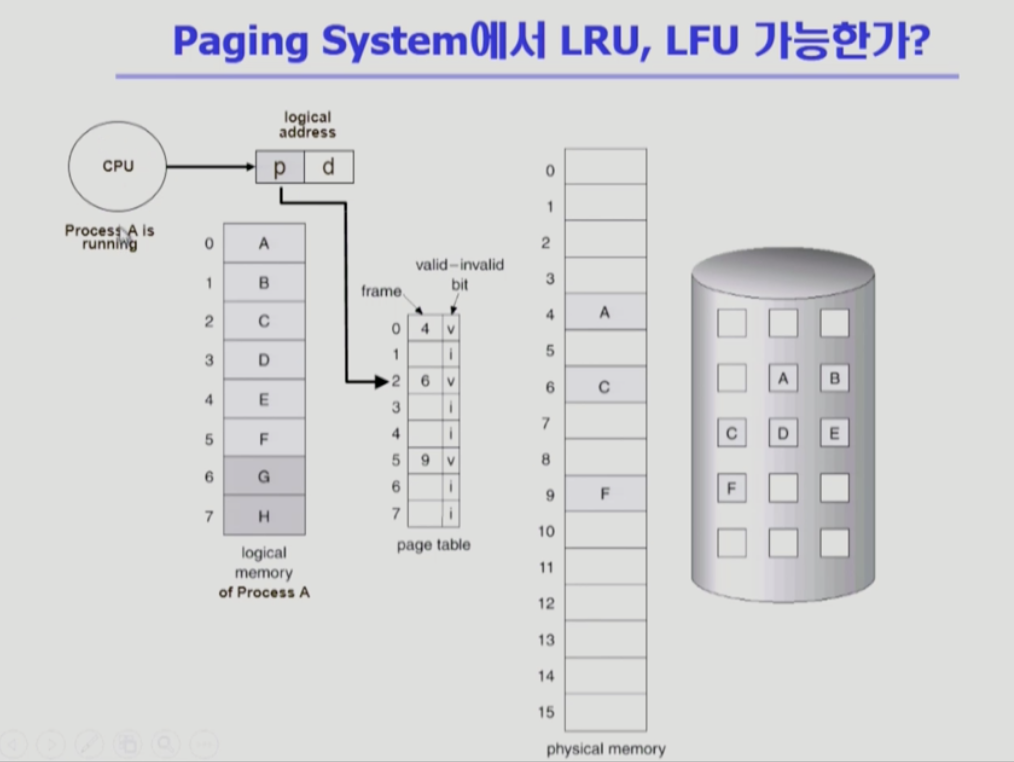 Paging System에서 LRU, LFU 가능한가?
logical
address
CPU
p d
Process A is
running
0 A
1 B
2 C
3 D
4 E
5 F
6 G
7 H
logical
memory
of Process A
valid–invalid
bit
frame
0 4 v
1 i
2 6 v
3 i
4 i
5 9 v
6 i
7 i
page table
0
1
2
3
4 A
5
6 C
7
8
9 F
10
11
12
13
14
15
physical memory
A B
C D E
F